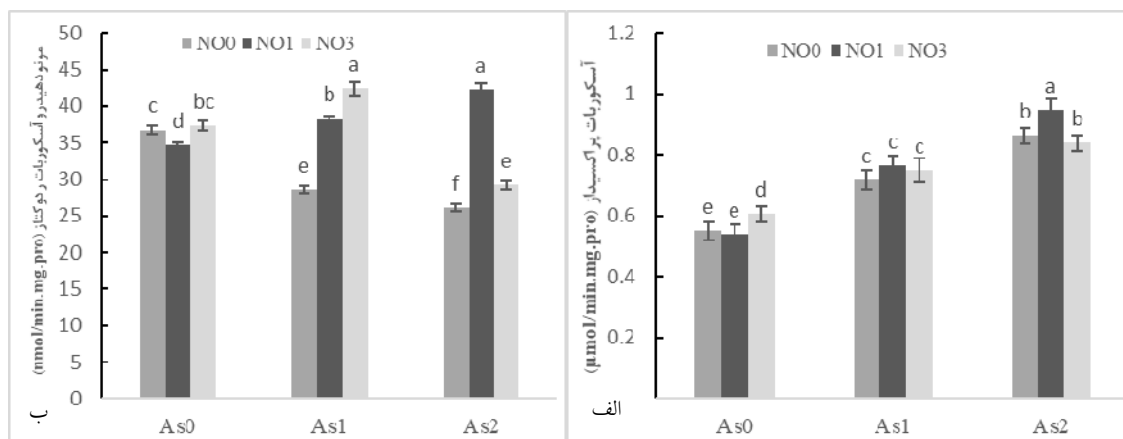 مونودهیدرو آسکوربات ردوکتاز (nmol/min.mg.pro)
50
45
40
35
30
25
20
15
10
5
0
NO0 NO1 NO3
c d bc
e b a
f a e
As0 As1 As2
ب
آسکوربات پراکسیداز (µmol/min.mg.pro)
1.2
1
0.8
0.6
0.4
0.2
0
NO0 NO1 NO3
e e d
c c c
b a b
As0 As1 As2
الف